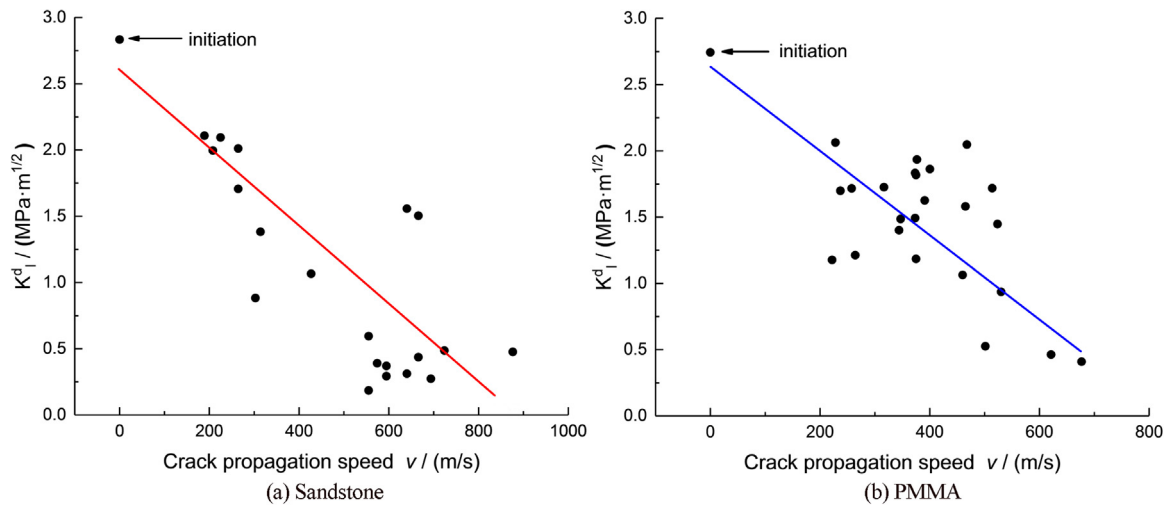 3.0
2.5
2.0
1.5
1.0
0.5
0.0
K^d_I / (MPa·m^1/2)
initiation
0 200 400 600 800 1000
Crack propagation speed v / (m/s)
(a) Sandstone
3.0
2.5
2.0
1.5
1.0
0.5
0.0
K^d_I / (MPa·m^1/2)
initiation
0 200 400 600 800
Crack propagation speed v / (m/s)
(b) PMMA